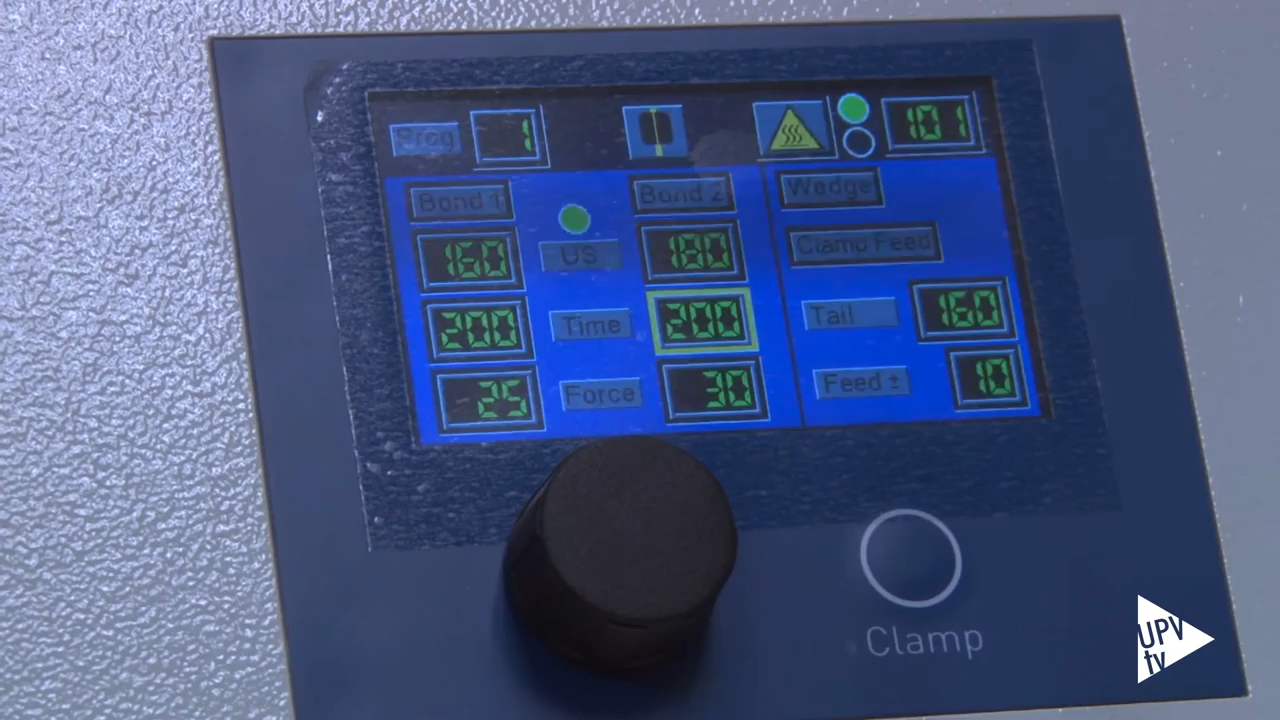 Prog 1 101
Bond 1 Bond 2 Wedge
160 US 180 Clamp Feed
200 Time 200 Tail 160
25 Force 30 Feed ± 10
Clamp
UPV
tv